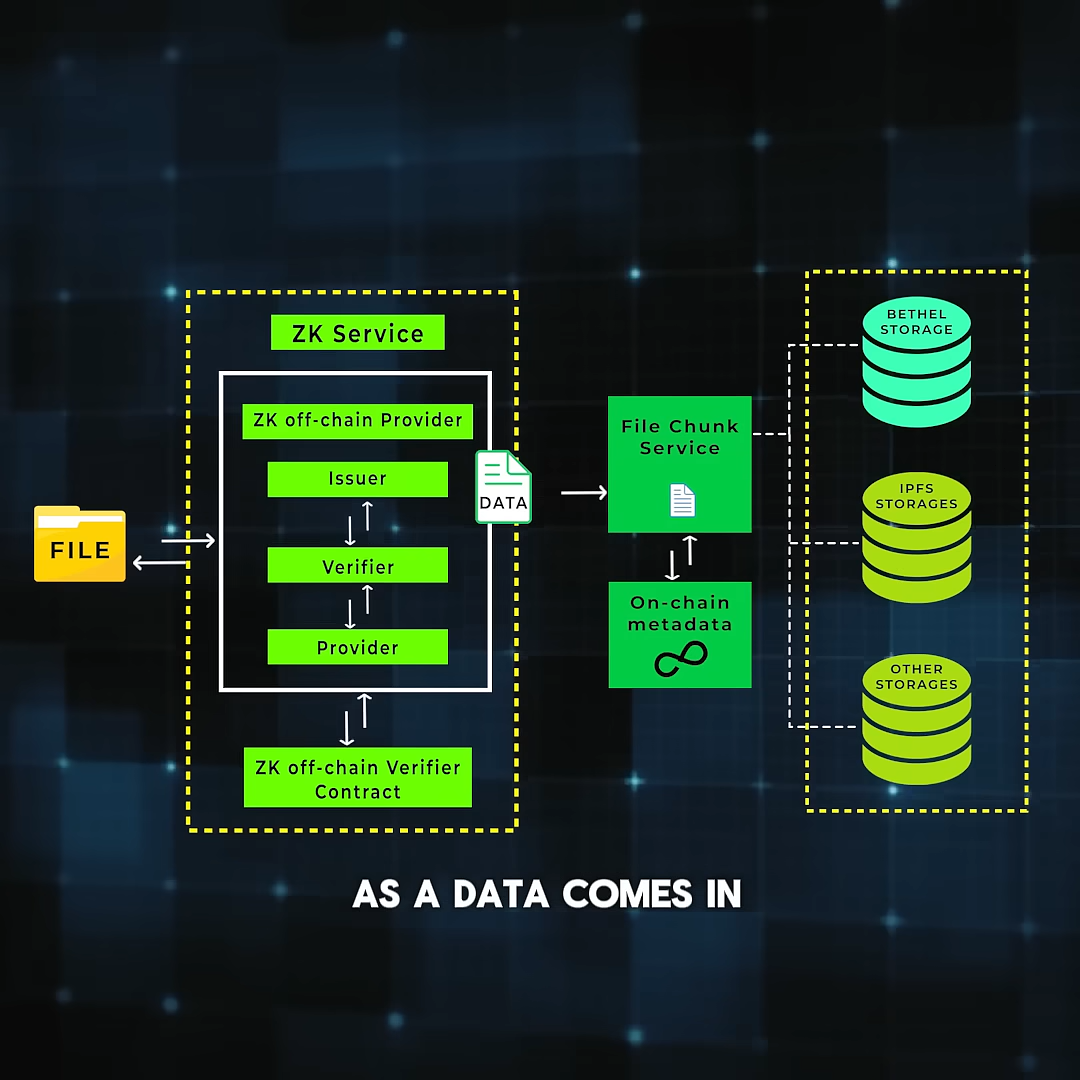 FILE
ZK Service
ZK off-chain Provider
Issuer
Verifier
Provider
ZK off-chain Verifier
Contract
DATA
File Chunk
Service
On-chain
metadata
BETHEL
STORAGE
IPFS
STORAGES
OTHER
STORAGES
AS A DATA COMES IN